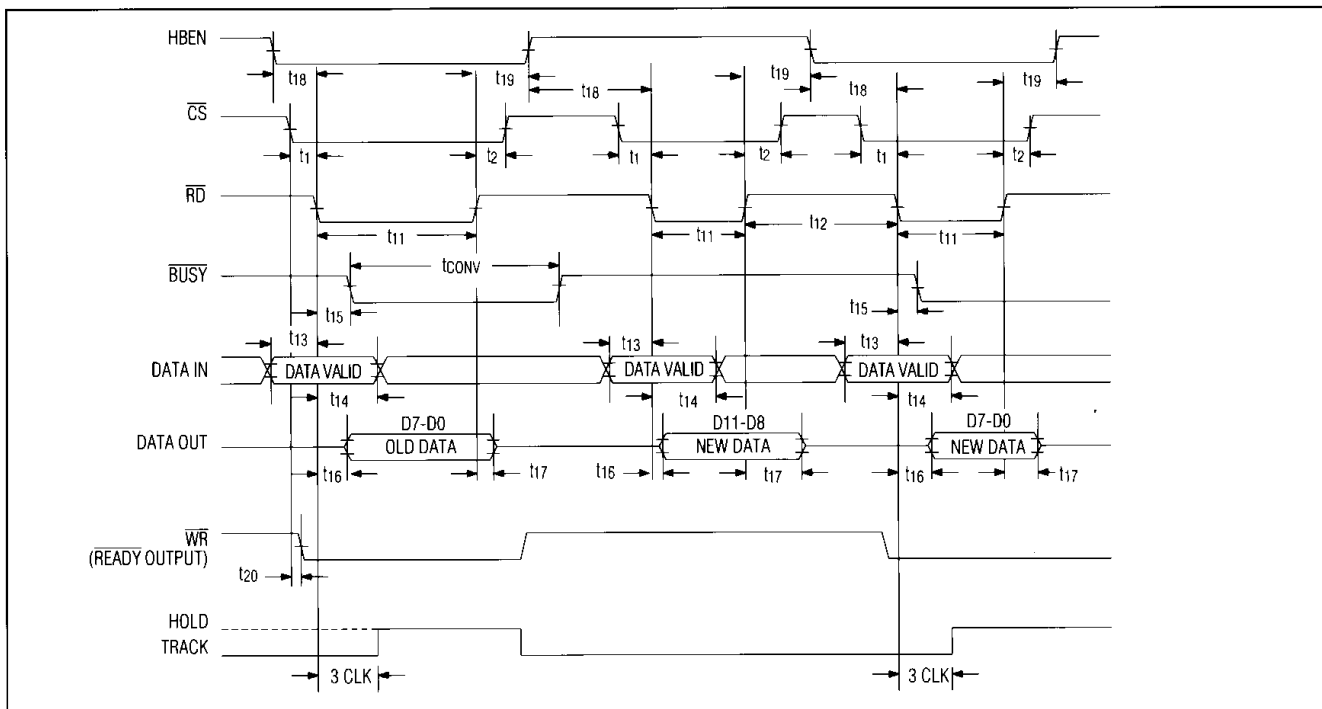 HBEN
t18 t19 t18 t19 t18 t19
CS
t1 t2 t1 t2 t1 t2
RD
t11 t11 t12 t11
BUSY
tCONV
t15 t15
t13 t13 t13
DATA IN
DATA VALID DATA VALID DATA VALID
t14 t14 t14
D7-D0 D11-D8 D7-D0
DATA OUT
OLD DATA NEW DATA NEW DATA
t16 t17 t16 t17 t16 t17
WR
(READY OUTPUT)
t20
HOLD
TRACK
3 CLK 3 CLK